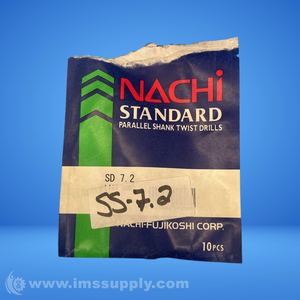 NACHi
STANDARD
PARALLEL SHANK TWIST DRILLS
SD 7.2
SS-7.2
NACHI-FUJIKOSHI CORP.
10PCS
© www.imssupply.com